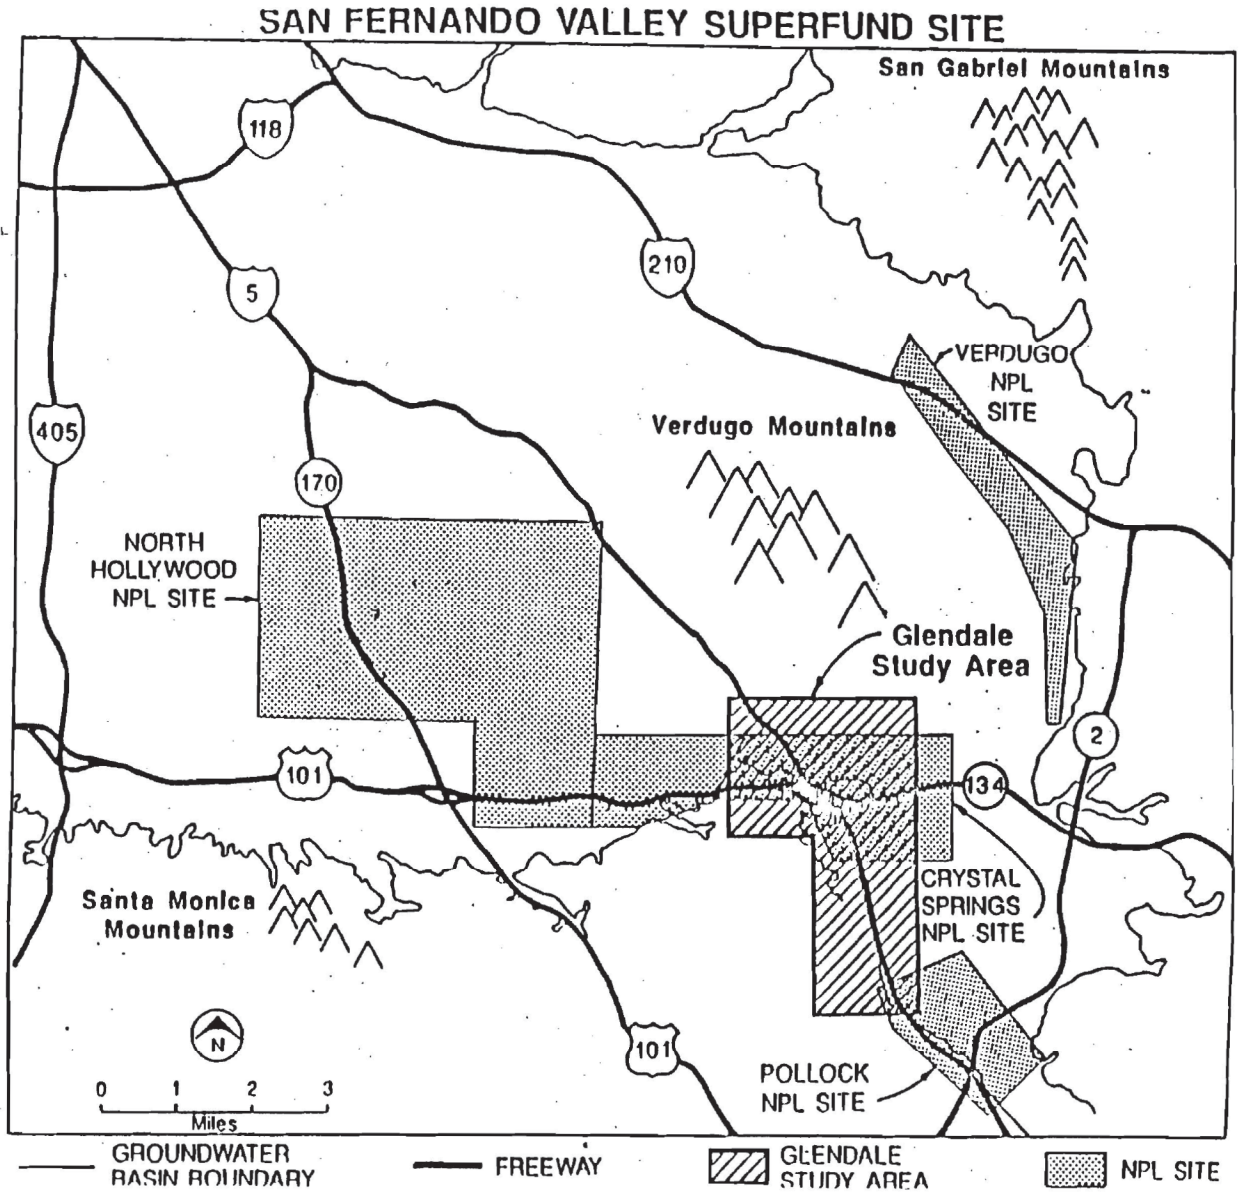 SAN FERNANDO VALLEY SUPERFUND SITE
San Gabriel Mountains
118
210
5
VERDUGO
NPL
SITE
405
Verdugo Mountains
170
NORTH
HOLLYWOOD
NPL SITE
Glendale
Study Area
2
101
134
CRYSTAL
SPRINGS
NPL SITE
Santa Monica
Mountains
N
101
0 1 2 3
Miles
POLLOCK
NPL SITE
GROUNDWATER
BASIN BOUNDARY
FREEWAY
GLENDALE
STUDY AREA
NPL SITE